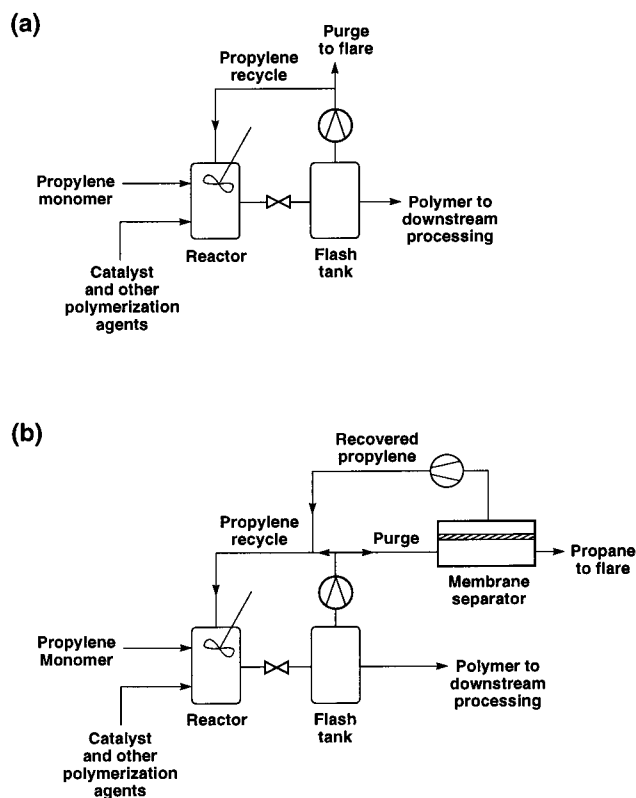 (a)
Purge
to flare
Propylene
recycle
Propylene
monomer
Polymer to
downstream
processing
Reactor
Flash
tank
Catalyst
and other
polymerization
agents
(b)
Recovered
propylene
Propylene
recycle
Purge
Propane
to flare
Membrane
separator
Propylene
Monomer
Polymer to
downstream
processing
Reactor
Flash
tank
Catalyst
and other
polymerization
agents